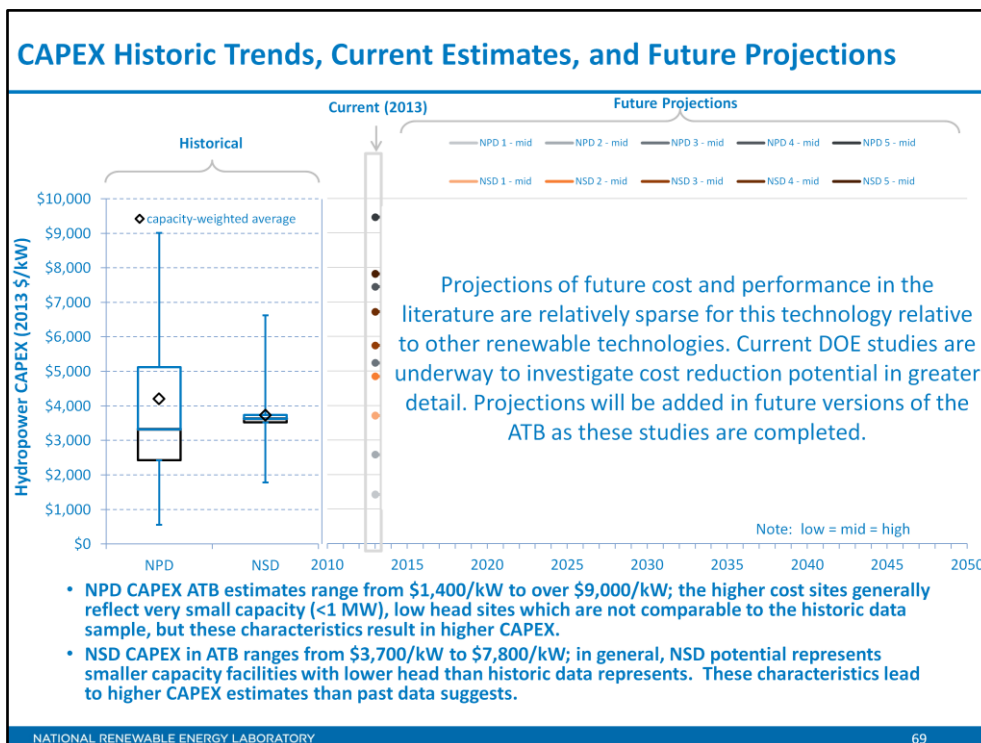 CAPEX Historic Trends, Current Estimates, and Future Projections
Current (2013)
Future Projections
Historical
NPD 1 - mid
NPD 2 - mid
NPD 3 - mid
NPD 4 - mid
NPD 5 - mid
NSD 1 - mid
NSD 2 - mid
NSD 3 - mid
NSD 4 - mid
NSD 5 - mid
Hydropower CAPEX (2013 $/kW)
$10,000
$9,000
$8,000
$7,000
$6,000
$5,000
$4,000
$3,000
$2,000
$1,000
$0
capacity-weighted average
Projections of future cost and performance in the
literature are relatively sparse for this technology relative
to other renewable technologies. Current DOE studies are
underway to investigate cost reduction potential in greater
detail. Projections will be added in future versions of the
ATB as these studies are completed.
Note: low = mid = high
NPD
NSD
2010
2015
2020
2025
2030
2035
2040
2045
2050
• NPD CAPEX ATB estimates range from $1,400/kW to over $9,000/kW; the higher cost sites generally
reflect very small capacity (<1 MW), low head sites which are not comparable to the historic data
sample, but these characteristics result in higher CAPEX.
• NSD CAPEX in ATB ranges from $3,700/kW to $7,800/kW; in general, NSD potential represents
smaller capacity facilities with lower head than historic data represents. These characteristics lead
to higher CAPEX estimates than past data suggests.
NATIONAL RENEWABLE ENERGY LABORATORY
69